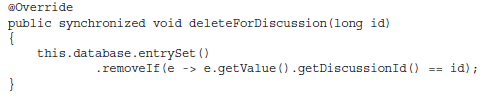 @Override
public synchronized void deleteForDiscussion(long id)
{
    this.database.entrySet()
            .removeIf(e -> e.getValue().getDiscussionId() == id);
}